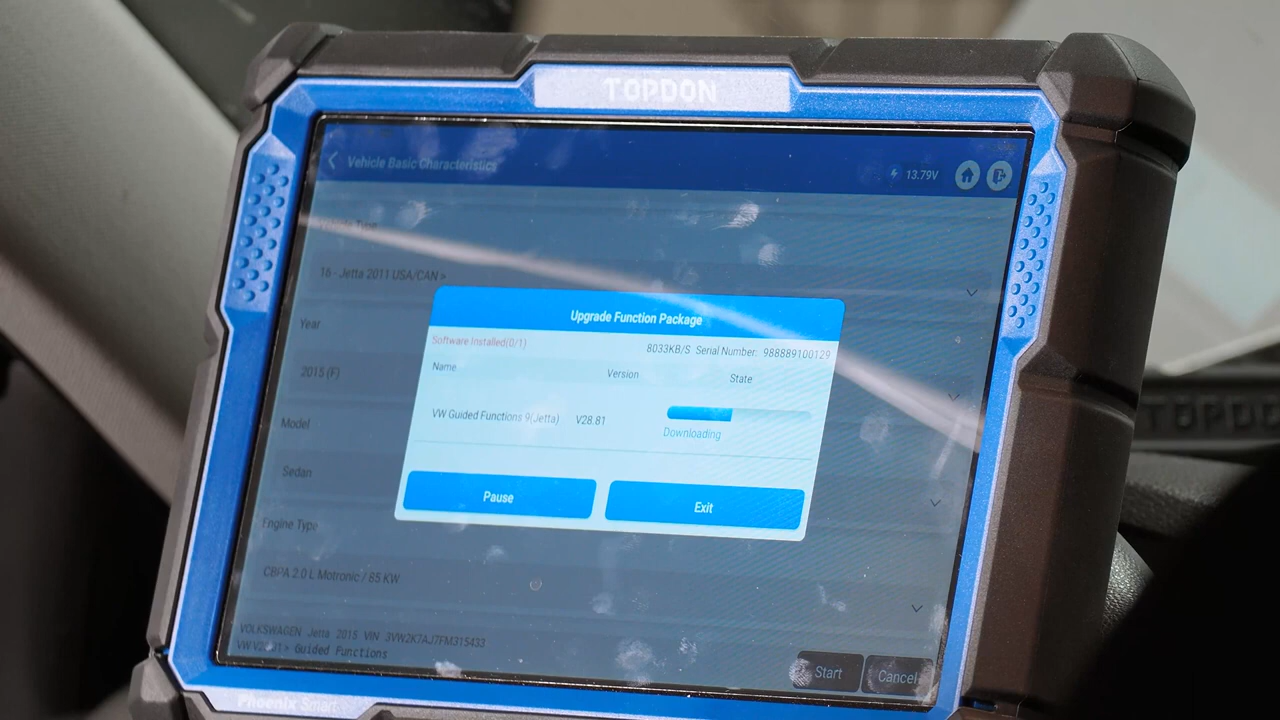 TOPDON
Vehicle Basic Characteristics
13.79V
Type
16 - Jetta 2011 USA/CAN >
Upgrade Function Package
Year
Software Installed(0/1)
8033KB/S Serial Number: 988889100129
Name
Version
State
2015 (F)
VW Guided Functions 9(Jetta)
V28.81
Downloading
Model
Sedan
Pause
Exit
Engine Type
CBPA 2.0 L Motronic / 85 KW
VOLKSWAGEN Jetta 2015 VIN 3VW2K7AJ7FM315433
> Guided Functions
Start
Cancel
Phoenix Smart
TOPDO